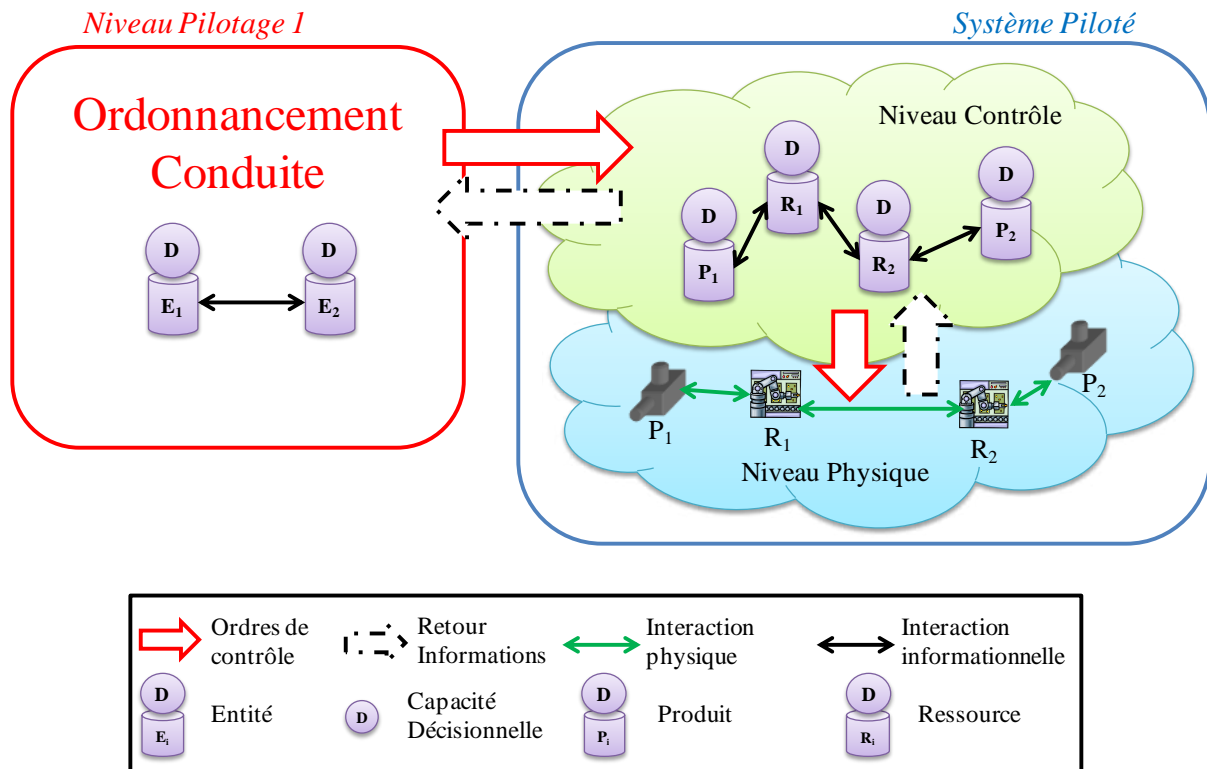 Niveau Pilotage 1
Système Piloté
Ordonnancement
Conduite
D
D
E₁
E₂
Niveau Contrôle
D
D
D
D
R₁
P₂
P₁
R₂
P₁
R₁
R₂
P₂
Niveau Physique
Ordres de
contrôle
Retour
Informations
Interaction
physique
Interaction
informationnelle
D
Eᵢ
Entité
D
Capacité
Décisionnelle
D
Pᵢ
Produit
D
Rᵢ
Ressource